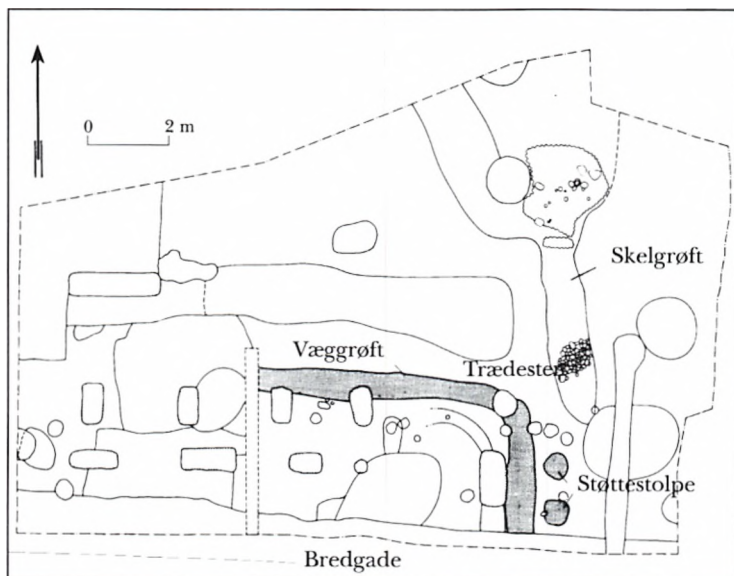 0 2 m
Skelgrøft
Væggrøft
Trædesten
Støttestolpe
Bredgade